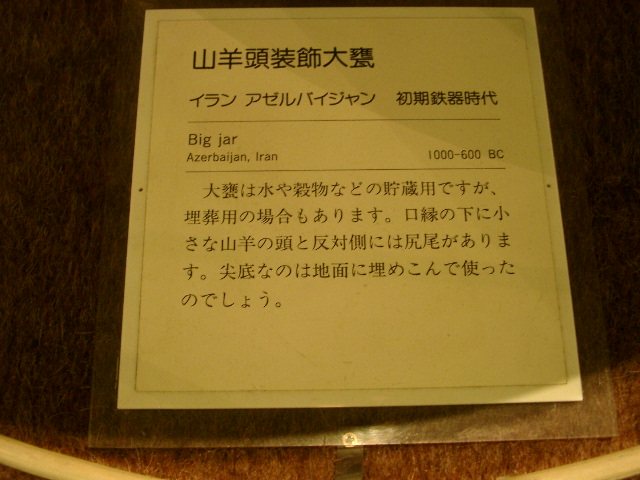 山羊頭装飾大甕
イラン アゼルバイジャン 初期鉄器時代
Big jar
Azerbaijan, Iran 1000-600 BC
大甕は水や穀物などの貯蔵用ですが、
埋葬用の場合もあります。口縁の下に小
さな山羊の頭と反対側には尻尾がありま
す。尖底なのは地面に埋めこんで使った
のでしょう。